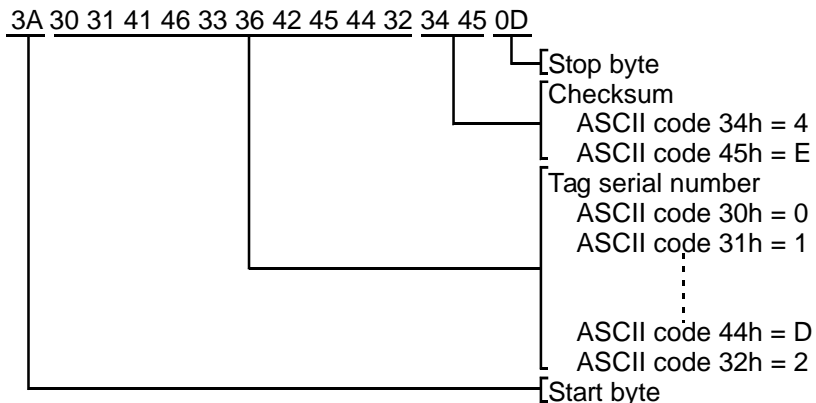 3A 30 31 41 46 33 36 42 45 44 32 34 45 0D
Stop byte
Checksum
ASCII code 34h = 4
ASCII code 45h = E
Tag serial number
ASCII code 30h = 0
ASCII code 31h = 1
ASCII code 44h = D
ASCII code 32h = 2
Start byte